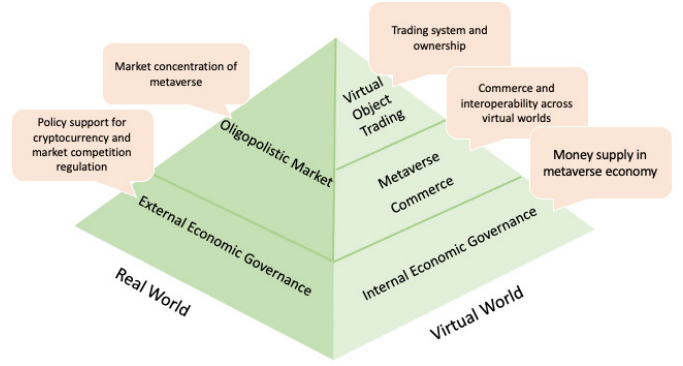 Trading system and
ownership
Market concentration of
metaverse
Commerce and
interoperability across
virtual worlds
Policy support for
cryptocurrency and
market competition
regulation
Money supply in
metaverse economy
Virtual
Object
Trading
Oligopolistic Market
Metaverse
Commerce
External Economic Governance
Internal Economic Governance
Real World
Virtual World